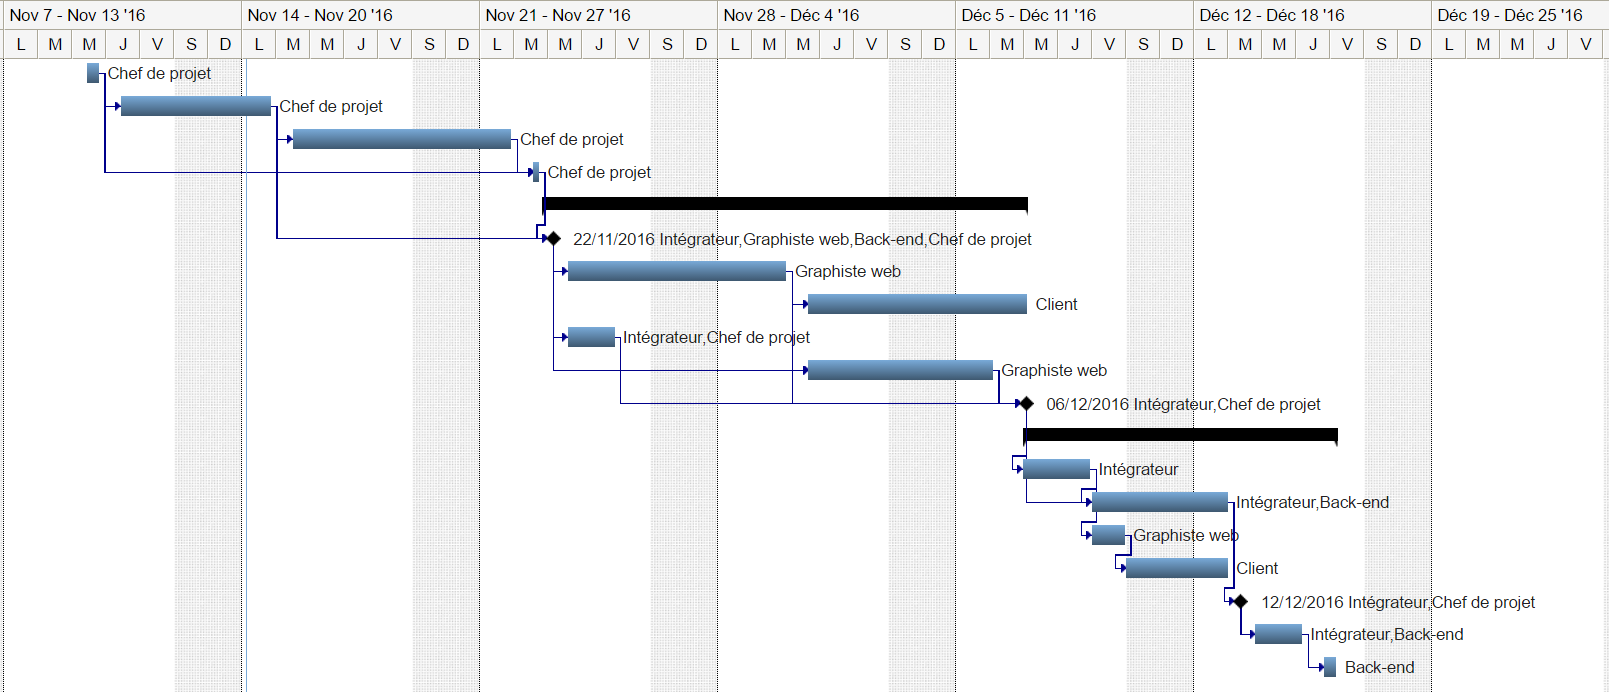 Nov 7 - Nov 13 '16 Nov 14 - Nov 20 '16 Nov 21 - Nov 27 '16 Nov 28 - Déc 4 '16 Déc 5 - Déc 11 '16 Déc 12 - Déc 18 '16 Déc 19 - Déc 25 '16
L M M J V S D L M M J V S D L M M J V S D L M M J V S D L M M J V S D L M M J V S D L M M J V
Chef de projet
Chef de projet
Chef de projet
Chef de projet
22/11/2016 Intégrateur,Graphiste web,Back-end,Chef de projet
Graphiste web
Client
Intégrateur,Chef de projet
Graphiste web
06/12/2016 Intégrateur,Chef de projet
Intégrateur
Intégrateur,Back-end
Graphiste web
Client
12/12/2016 Intégrateur,Chef de projet
Intégrateur,Back-end
Back-end